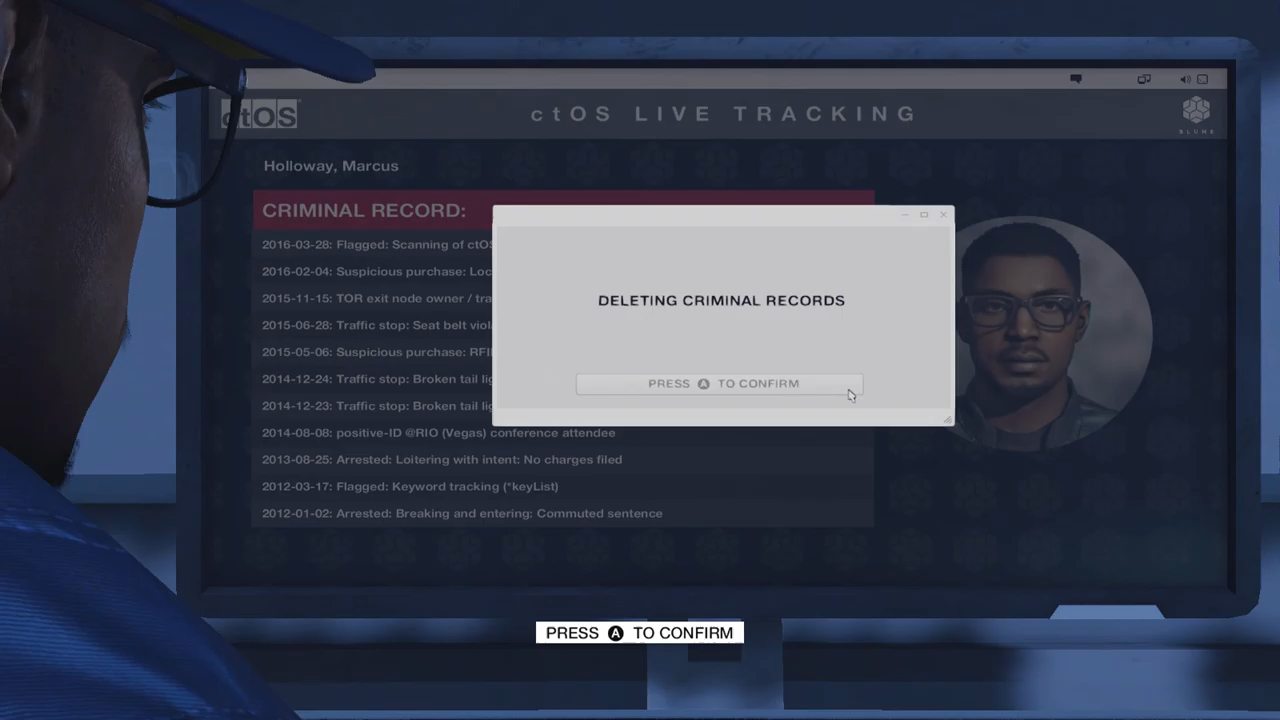 ctOS
ctOS LIVE TRACKING
BLUME
Holloway, Marcus
CRIMINAL RECORD:
2016-03-28: Flagged: Scanning of ctOS
2016-02-04: Suspicious purchase: Loc
2015-11-15: TOR exit node owner / tra
2015-06-28: Traffic stop: Seat belt viol
2015-05-06: Suspicious purchase: RFI
2014-12-24: Traffic stop: Broken tail lig
2014-12-23: Traffic stop: Broken tail lig
2014-08-08: positive-ID @RIO (Vegas) conference attendee
2013-08-25: Arrested: Loitering with intent: No charges filed
2012-03-17: Flagged: Keyword tracking (*keyList)
2012-01-02: Arrested: Breaking and entering: Commuted sentence
DELETING CRIMINAL RECORDS
PRESS A TO CONFIRM
PRESS A TO CONFIRM